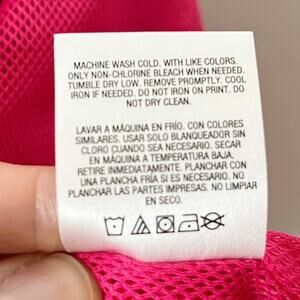 MACHINE WASH COLD, WITH LIKE COLORS.
ONLY NON-CHLORINE BLEACH WHEN NEEDED.
TUMBLE DRY LOW. REMOVE PROMPTLY. COOL
IRON IF NEEDED. DO NOT IRON ON PRINT. DO
NOT DRY CLEAN.
LAVAR A MÁQUINA EN FRÍO. CON COLORES
SIMILARES. USAR SOLO BLANQUEADOR SIN
CLORO CUANDO SEA NECESARIO. SECAR
EN MÁQUINA A TEMPERATURA BAJA.
RETIRE INMEDIATAMENTE. PLANCHAR CON
UNA PLANCHA FRÍA SI ES NECESARIO. NO
PLANCHAR LAS PARTES IMPRESAS. NO LIMPIAR
EN SECO.